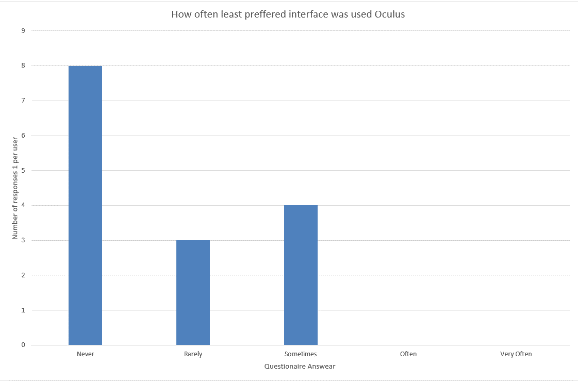 How often least preffered interface was used Oculus
9
8
7
6
5
4
3
2
1
0
Number of responses 1 per user
Never Rarely Sometimes Often Very Often
Questionaire Answear